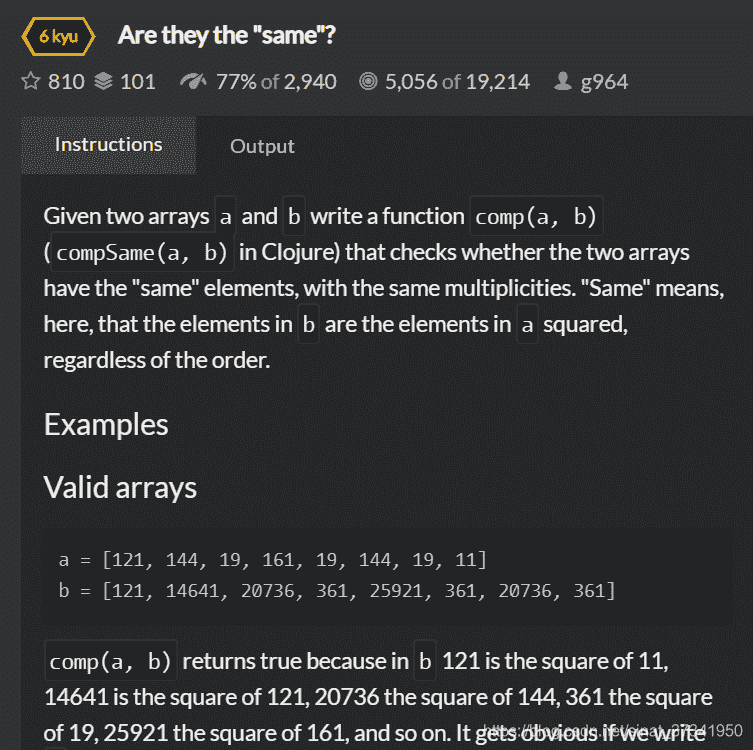 6 kyu Are they the "same"?
810 101 77% of 2,940 5,056 of 19,214 g964
Instructions Output
Given two arrays a and b write a function comp(a, b)
(compSame(a, b) in Clojure) that checks whether the two arrays
have the "same" elements, with the same multiplicities. "Same" means,
here, that the elements in b are the elements in a squared,
regardless of the order.
Examples
Valid arrays
a = [121, 144, 19, 161, 19, 144, 19, 11]
b = [121, 14641, 20736, 361, 25921, 361, 20736, 361]
comp(a, b) returns true because in b 121 is the square of 11,
14641 is the square of 121, 20736 the square of 144, 361 the square
of 19, 25921 the square of 161, and so on. It gets obvious if we write